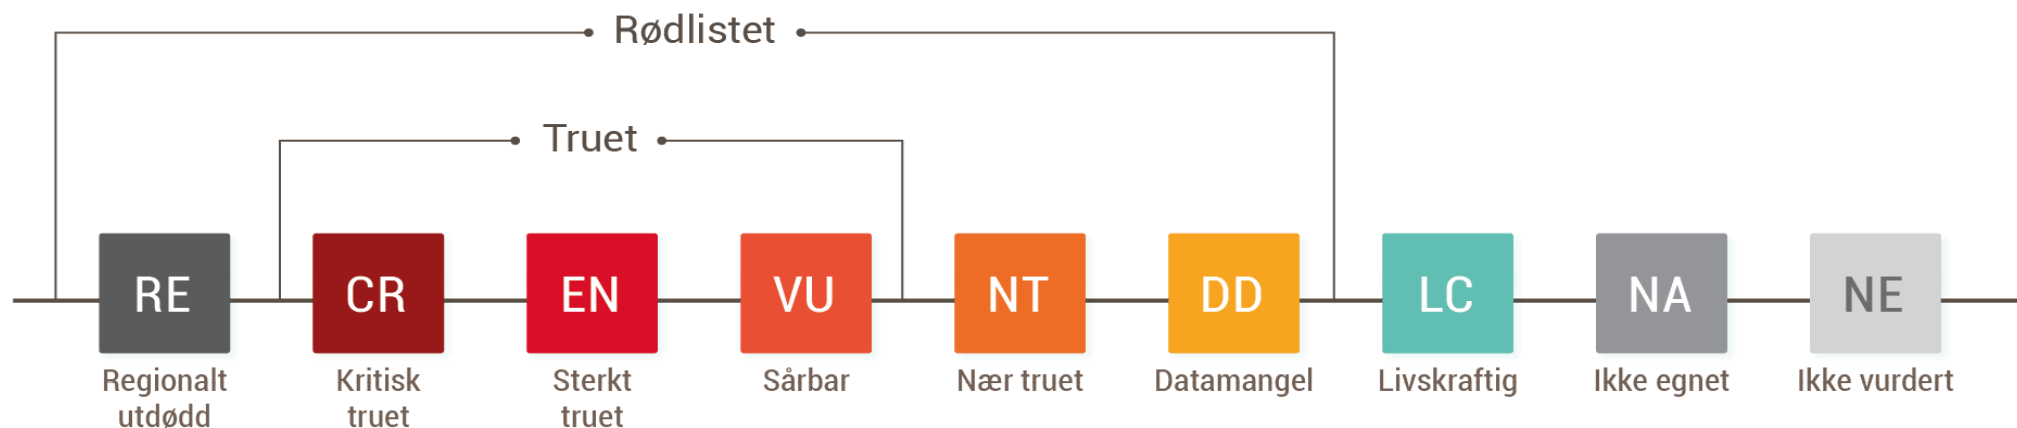 Rødlistet
Truet
RE
CR
EN
VU
NT
DD
LC
NA
NE
Regionalt
utdødd
Kritisk
truet
Sterkt
truet
Sårbar
Nær truet
Datamangel
Livskraftig
Ikke egnet
Ikke vurdert